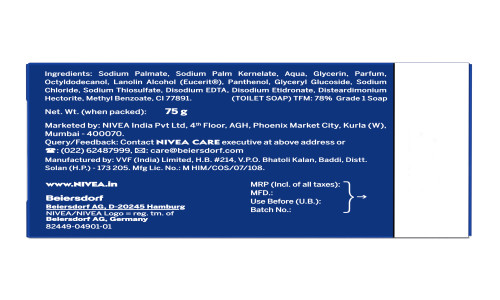 Ingredients: Sodium Palmate, Sodium Palm Kernelate, Aqua, Glycerin, Parfum,
Octyldodecanol, Lanolin Alcohol (Eucerit®), Panthenol, Glyceryl Glucoside, Sodium
Chloride, Sodium Thiosulfate, Disodium EDTA, Disodium Etidronate, Disteardimonium
Hectorite, Methyl Benzoate, CI 77891. (TOILET SOAP) TFM: 78% Grade 1 Soap
Net. Wt. (when packed): 75 g
Marketed by: NIVEA India Pvt Ltd, 4th Floor, AGH, Phoenix Market City, Kurla (W),
Mumbai - 400070.
Query/Feedback: Contact NIVEA CARE executive at above address or
☎: (022) 62487999, ✉: care@beiersdorf.com
Manufactured by: VVF (India) Limited, H.B. #214, V.P.O. Bhatoli Kalan, Baddi, Distt.
Solan (H.P.) - 173 205. Mfg Lic. No.: M HIM/COS/07/108.
www.NIVEA.in
Beiersdorf
Beiersdorf AG, D-20245 Hamburg
NIVEA/NIVEA Logo = reg. tm. of
Beiersdorf AG, Germany
82449-04901-01
MRP (Incl. of all taxes):
MFD.:
Use Before (U.B.):
Batch No.: